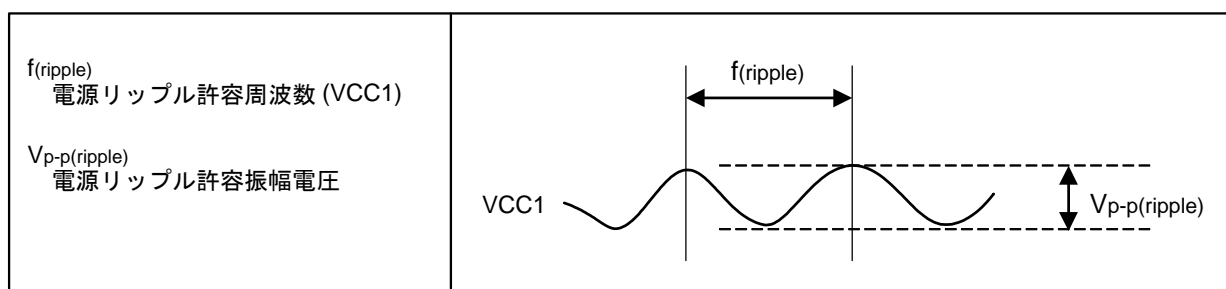 f(ripple)
電源リップル許容周波数 (VCC1)
Vp-p(ripple)
電源リップル許容振幅電圧
f(ripple)
VCC1
Vp-p(ripple)